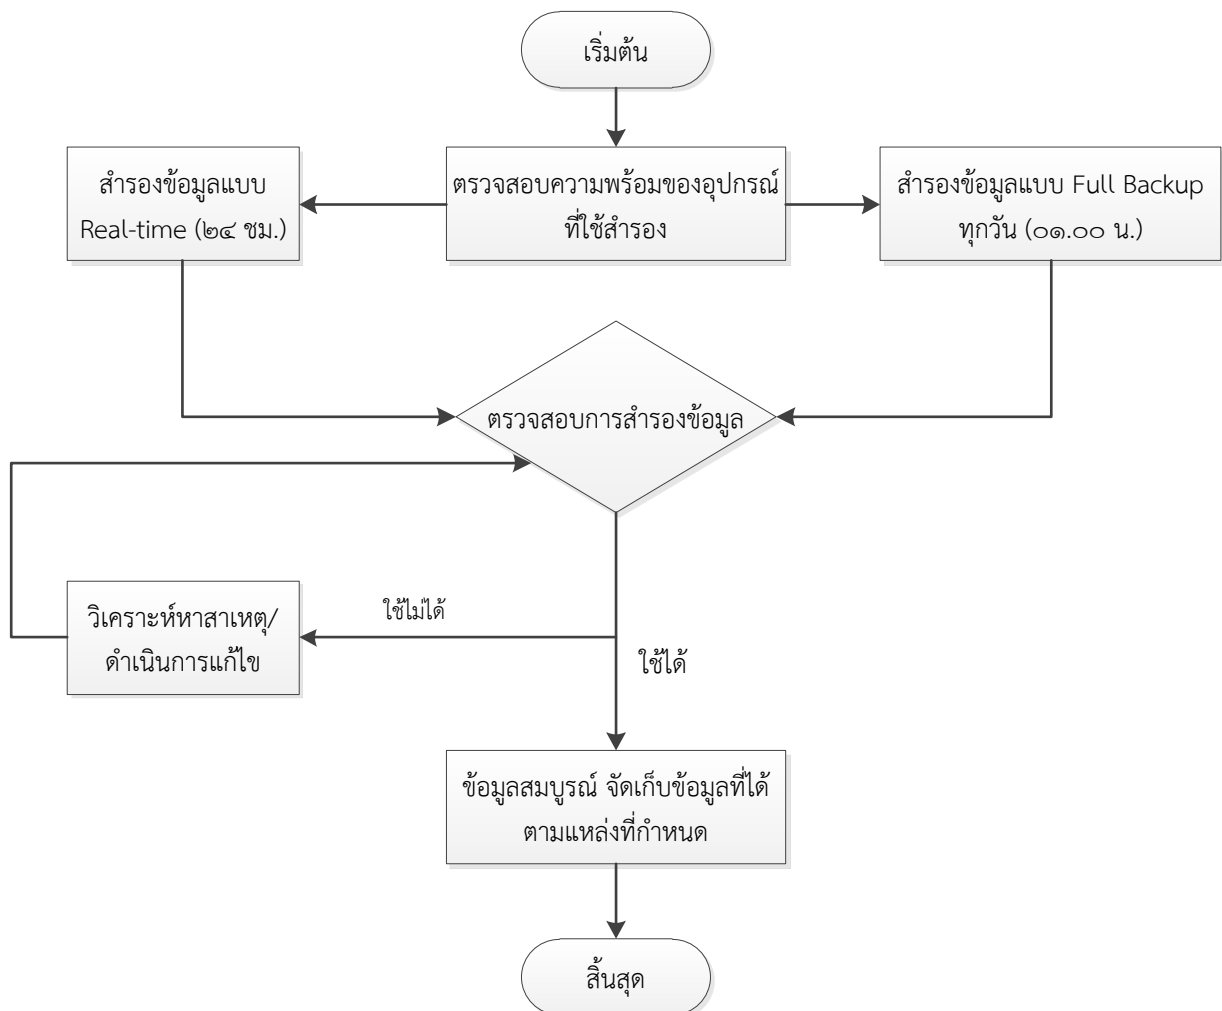 เริ่มต้น
สำรองข้อมูลแบบ
Real-time (๒๔ ชม.)
ตรวจสอบความพร้อมของอุปกรณ์
ที่ใช้สำรอง
สำรองข้อมูลแบบ Full Backup
ทุกวัน (๐๑.๐๐ น.)
ตรวจสอบการสำรองข้อมูล
วิเคราะห์หาสาเหตุ/
ดำเนินการแก้ไข
ใช้ไม่ได้
ใช้ได้
ข้อมูลสมบูรณ์ จัดเก็บข้อมูลที่ได้
ตามแหล่งที่กำหนด
สิ้นสุด